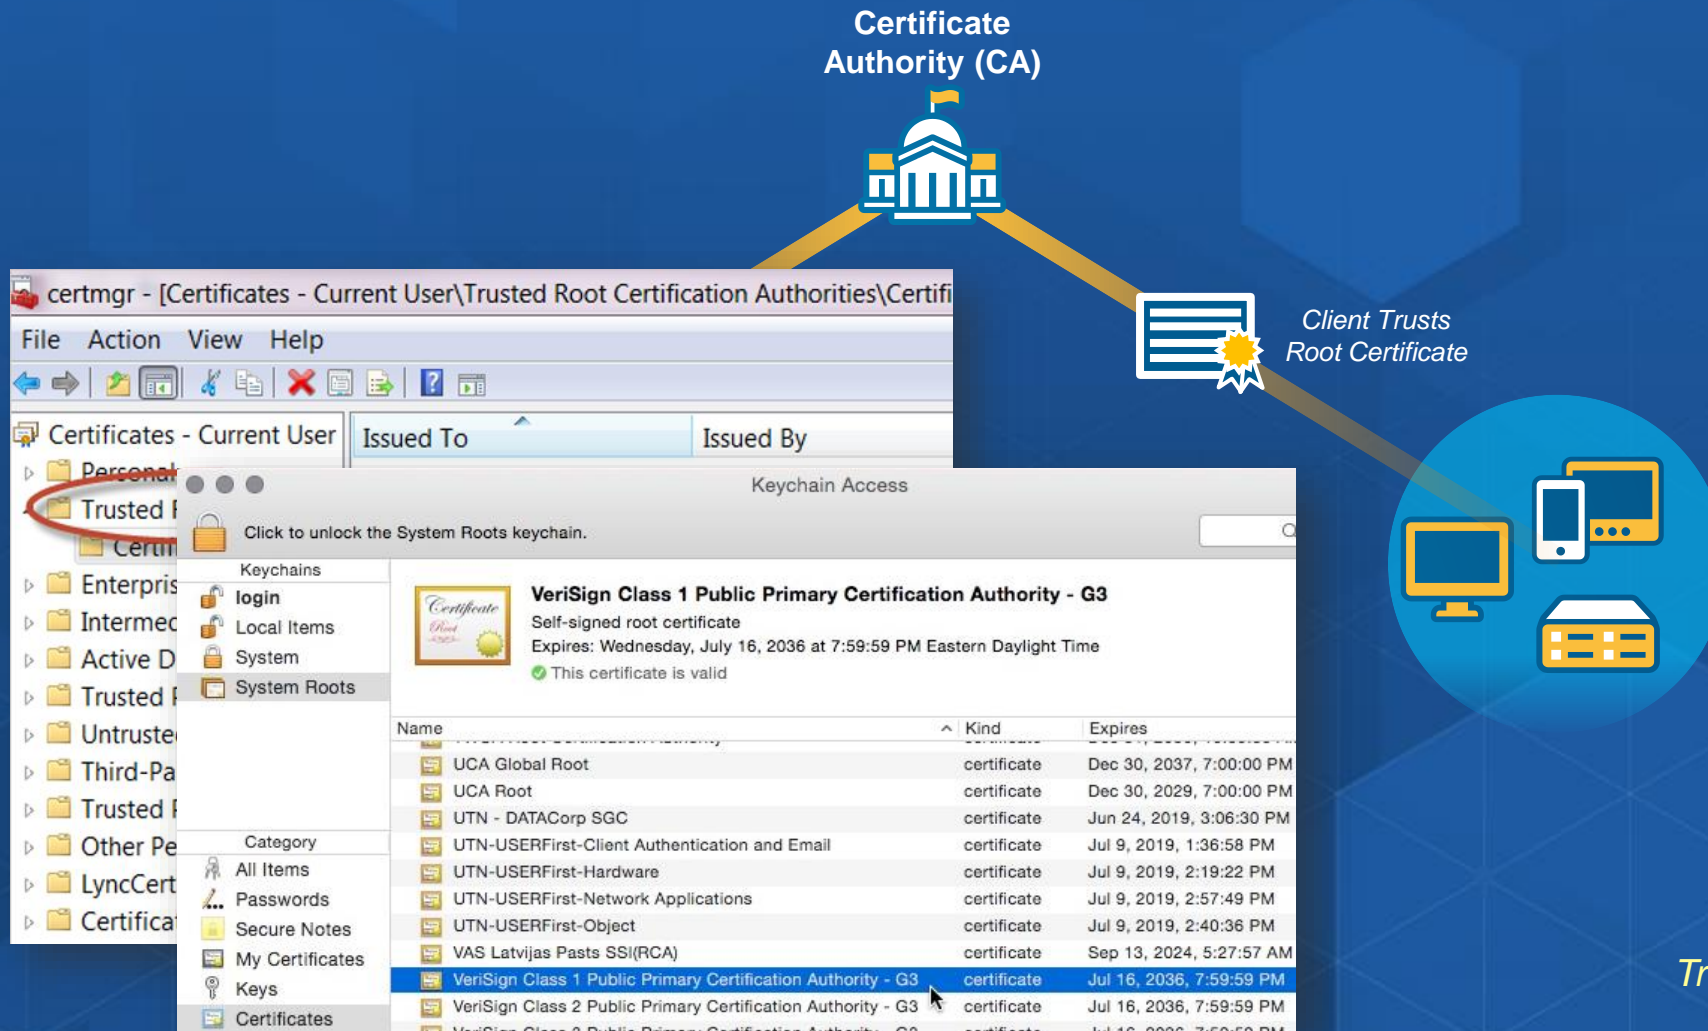 Certificate
Authority (CA)
Client Trusts
Root Certificate
certmgr - [Certificates - Current User\Trusted Root Certification Authorities\Certifi
File Action View Help
Certificates - Current User
Issued To
Issued By
Personal
Trusted
Certifi
Enterpris
Intermed
Active D
Trusted
Untruste
Third-Pa
Trusted
Other Pe
LyncCert
Certifica
Keychain Access
Click to unlock the System Roots keychain.
Keychains
login
Local Items
System
System Roots
Category
All Items
Passwords
Secure Notes
My Certificates
Keys
Certificates
Certificate
Root
VeriSign Class 1 Public Primary Certification Authority - G3
Self-signed root certificate
Expires: Wednesday, July 16, 2036 at 7:59:59 PM Eastern Daylight Time
This certificate is valid
Name Kind Expires
UCA Global Root certificate Dec 30, 2037, 7:00:00 PM
UCA Root certificate Dec 30, 2029, 7:00:00 PM
UTN - DATACorp SGC certificate Jun 24, 2019, 3:06:30 PM
UTN-USERFirst-Client Authentication and Email certificate Jul 9, 2019, 1:36:58 PM
UTN-USERFirst-Hardware certificate Jul 9, 2019, 2:19:22 PM
UTN-USERFirst-Network Applications certificate Jul 9, 2019, 2:57:49 PM
UTN-USERFirst-Object certificate Jul 9, 2019, 2:40:36 PM
VAS Latvijas Pasts SSI(RCA) certificate Sep 13, 2024, 5:27:57 AM
VeriSign Class 1 Public Primary Certification Authority - G3 certificate Jul 16, 2036, 7:59:59 PM
VeriSign Class 2 Public Primary Certification Authority - G3 certificate Jul 16, 2036, 7:59:59 PM
Tr